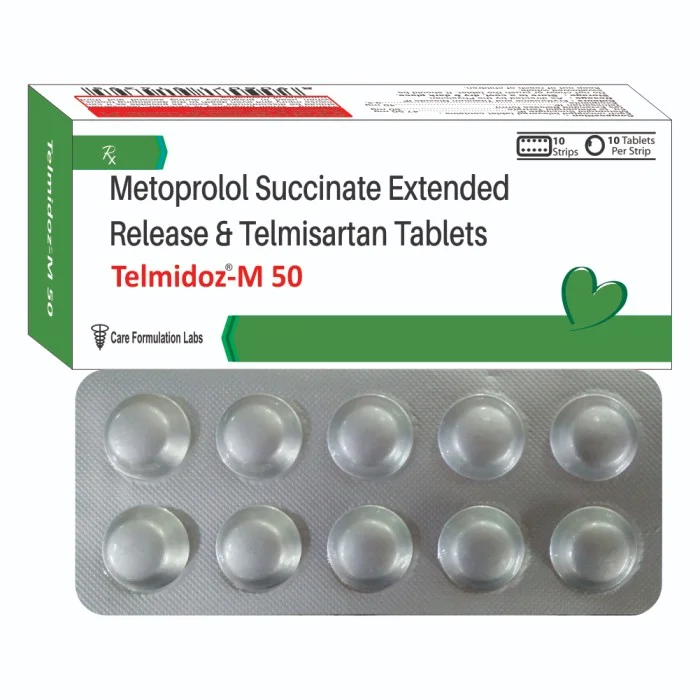 Rx
10
Strips
10 Tablets
Per Strip
Metoprolol Succinate Extended
Release & Telmisartan Tablets
Telmidoz®-M 50
Care Formulation Labs
Telmidoz-M 50